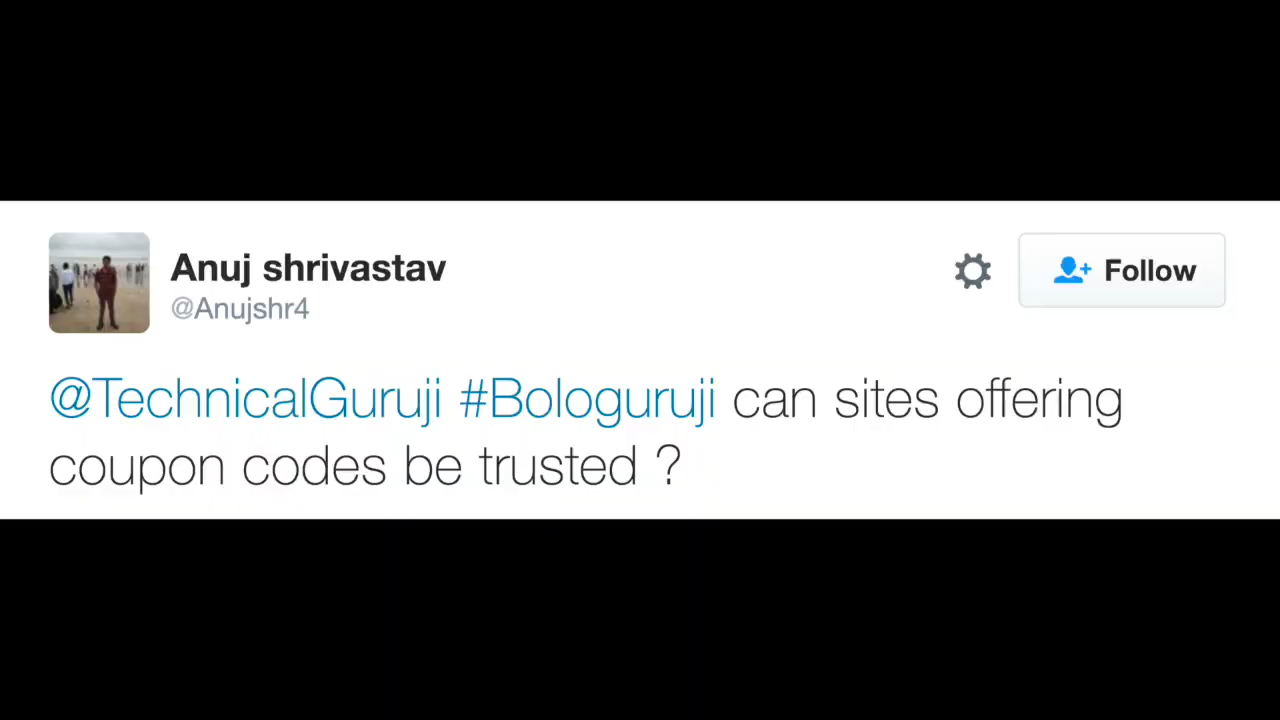 Anuj shrivastav
@Anujshr4
Follow
@TechnicalGuruji #Bologuruji can sites offering
coupon codes be trusted ?